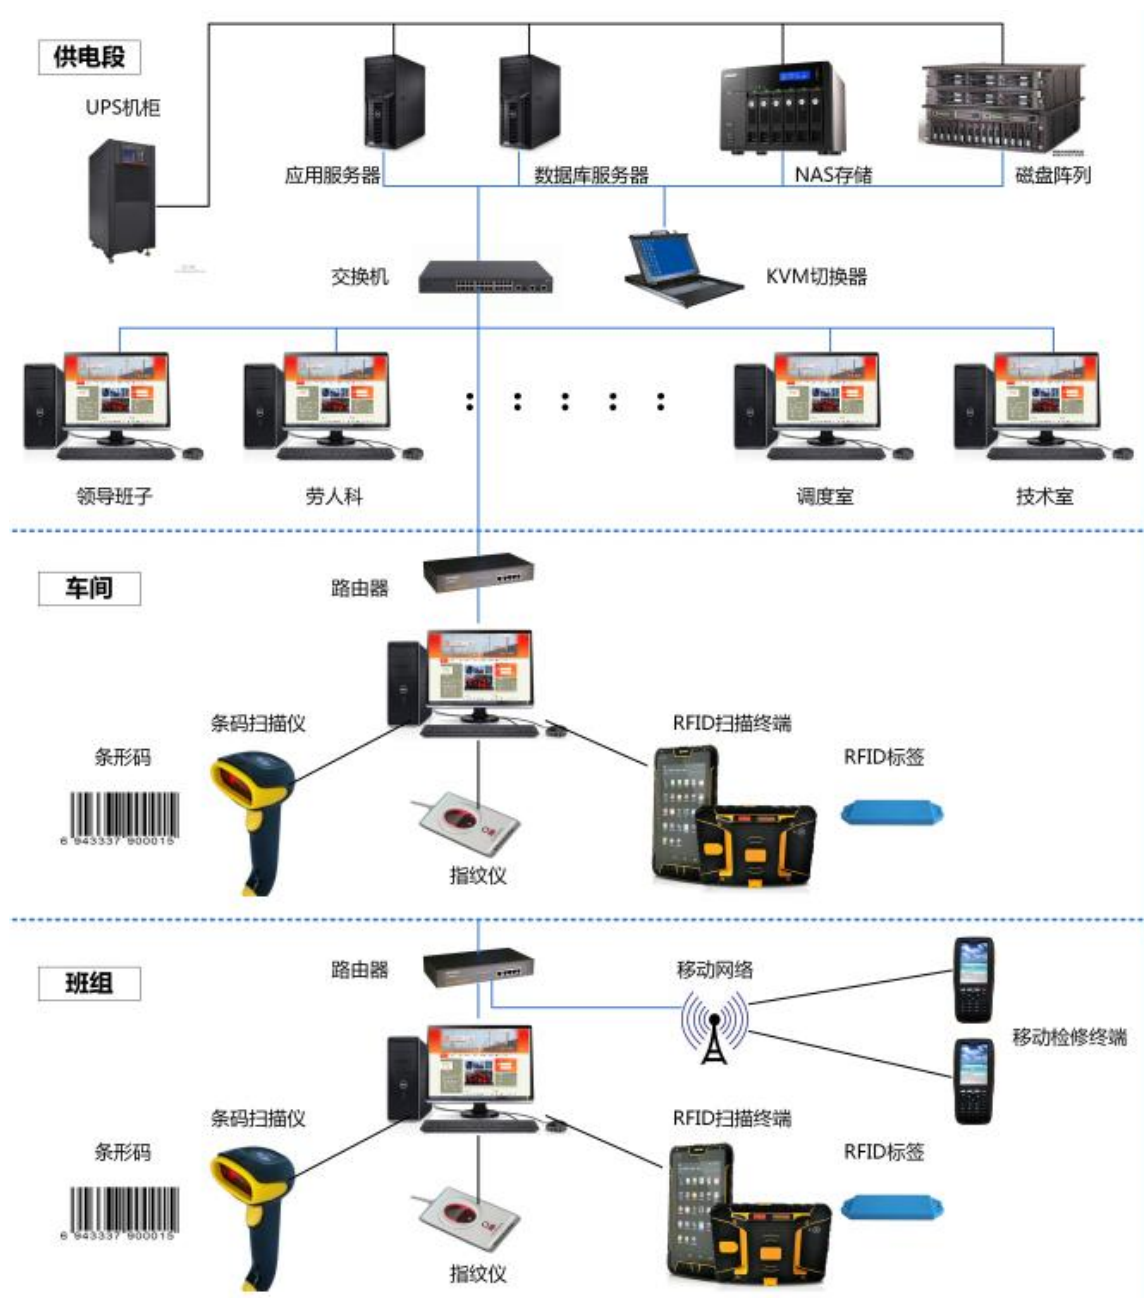 供电段
UPS机柜
应用服务器
数据库服务器
NAS存储
磁盘阵列
交换机
KVM切换器
领导班子
劳人科
调度室
技术室
车间
路由器
条码扫描仪
RFID扫描终端
条形码
RFID标签
6 943337 900015
指纹仪
班组
路由器
移动网络
移动检修终端
条码扫描仪
RFID扫描终端
条形码
RFID标签
6 943337 900015
指纹仪